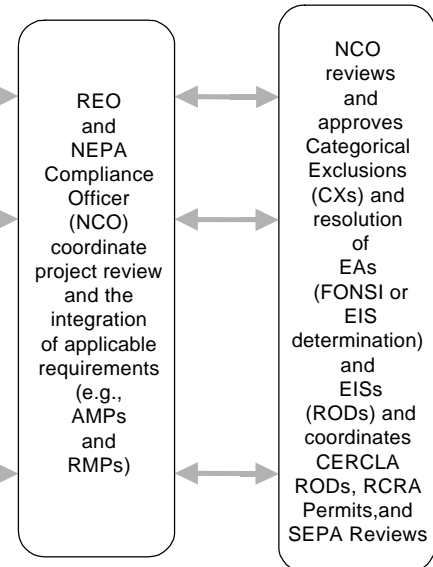 REO
and
NEPA
Compliance
Officer
(NCO)
coordinate
project review
and the
integration
of applicable
requirements
(e.g.,
AMPs
and
RMPs)
NCO
reviews
and
approves
Categorical
Exclusions
(CXs) and
resolution
of
EAs
(FONSI or
EIS
determination)
and
EISs
(RODs) and
coordinates
CERCLA
RODs, RCRA
Permits,and
SEPA Reviews